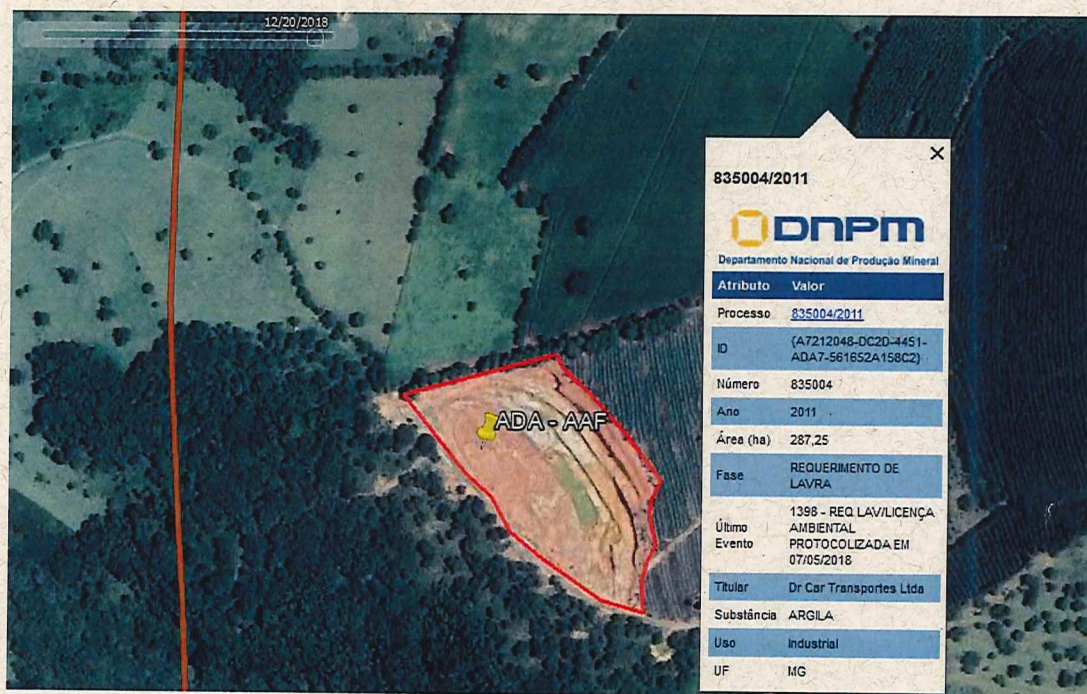 12/20/2018
ADA - AAF
835004/2011
DNPM
Departamento Nacional de Produção Mineral
Atributo Valor
Processo 835004/2011
ID {A7212048-DC2D-4451-
ADA7-561652A158C2}
Número 835004
Ano 2011
Área (ha) 287,25
Fase REQUERIMENTO DE
LAVRA
Último Evento 1398 - REQ LAV/LICENÇA
AMBIENTAL
PROTOCOLIZADA EM
07/05/2018
Titular Dr Car Transportes Ltda
Substância ARGILA
Uso Industrial
UF MG